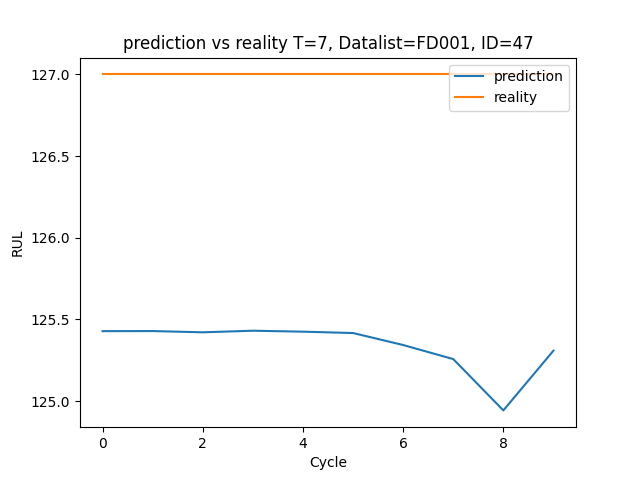 prediction vs reality T=7, Datalist=FD001, ID=47
127.0
126.5
126.0
125.5
125.0
RUL
prediction
reality
0 2 4 6 8
Cycle